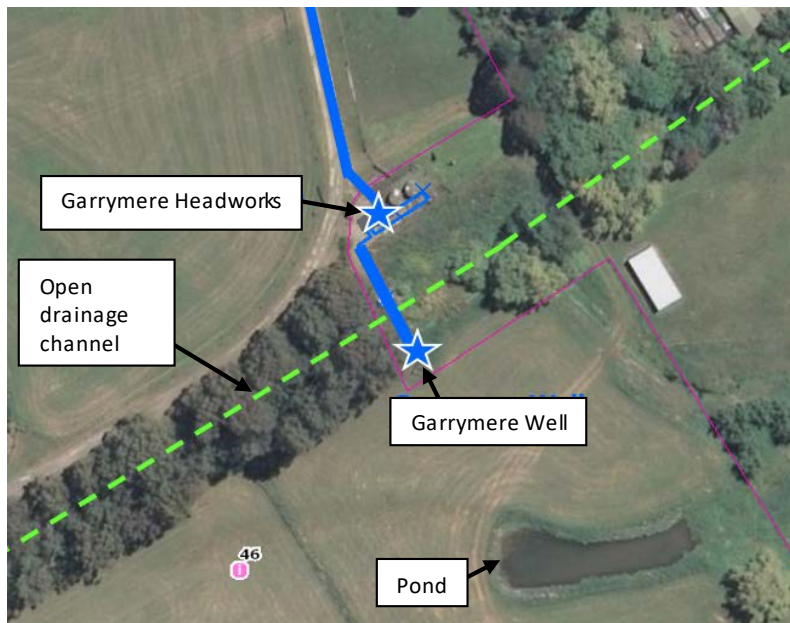 Garrymere Headworks
Open
drainage
channel
Garrymere Well
46
i
Pond